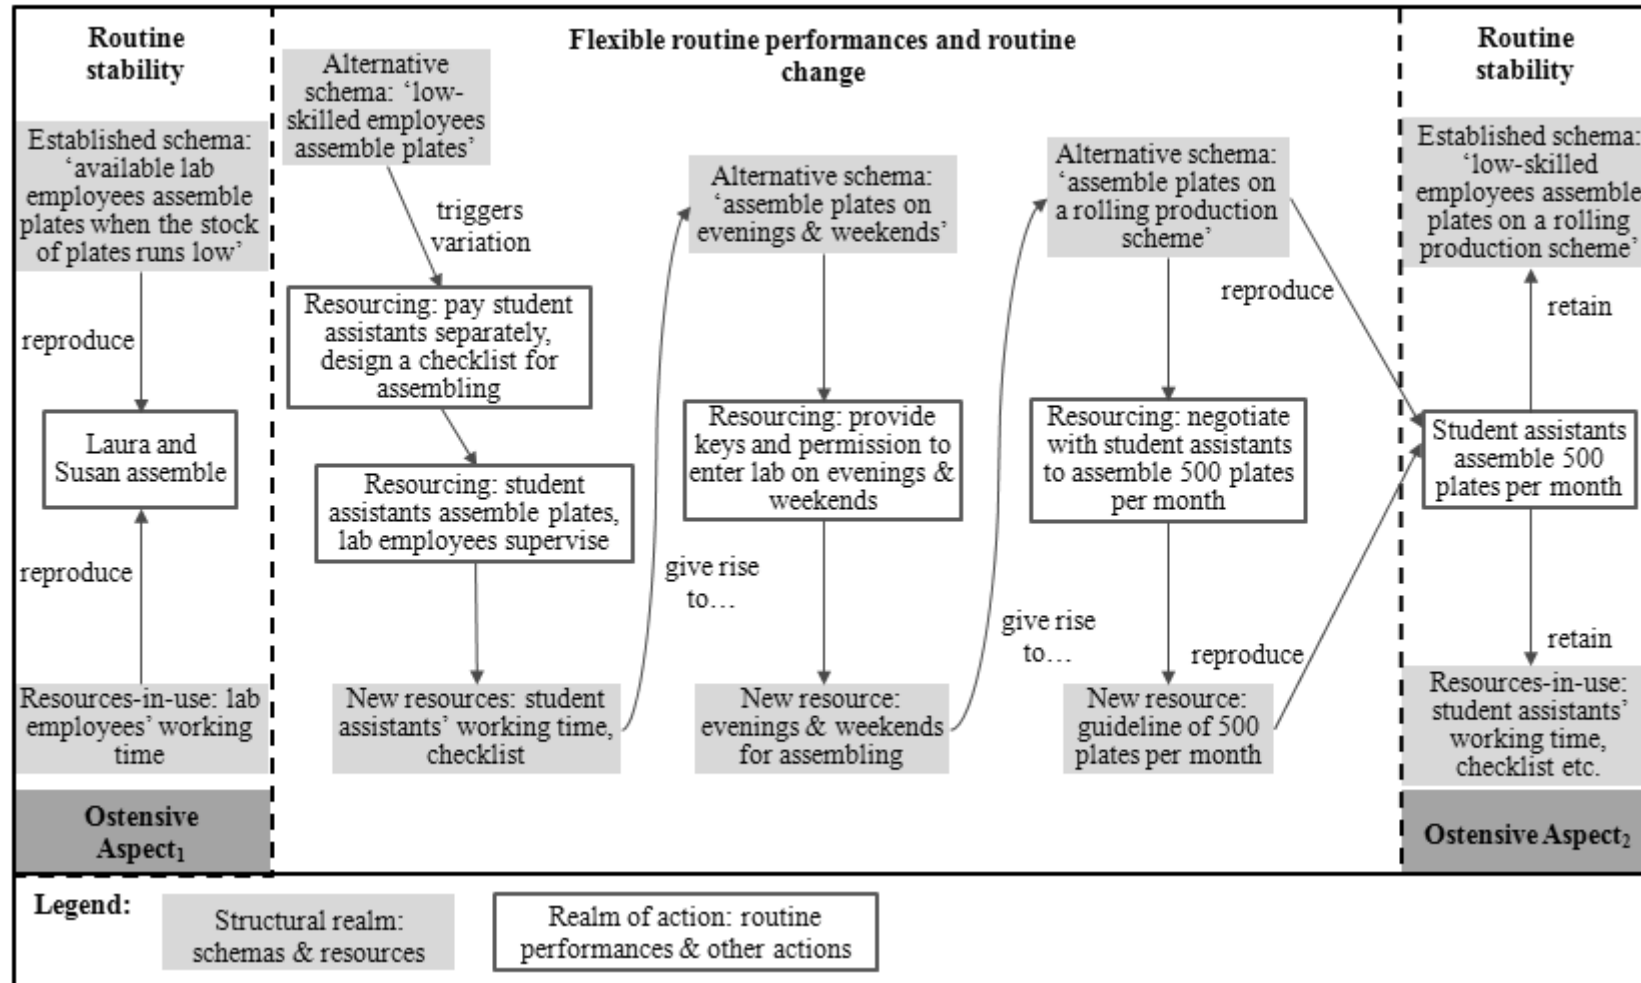 Routine
stability
Established schema:
‘available lab
employees assemble
plates when the stock
of plates runs low’
reproduce
Laura and
Susan assemble
reproduce
Resources-in-use: lab
employees’ working
time
Ostensive
Aspect₁
Flexible routine performances and routine
change
Alternative
schema: ‘low-
skilled employees
assemble plates’
triggers
variation
Resourcing: pay student
assistants separately,
design a checklist for
assembling
Resourcing: student
assistants assemble plates,
lab employees supervise
New resources: student
assistants’ working time,
checklist
give rise
to…
Alternative schema:
‘assemble plates on
evenings & weekends’
Resourcing: provide
keys and permission to
enter lab on evenings &
weekends
New resource:
evenings & weekends
for assembling
give rise
to…
Alternative schema:
‘assemble plates on
a rolling production
scheme’
reproduce
Resourcing: negotiate
with student assistants
to assemble 500 plates
per month
reproduce
New resource:
guideline of 500
plates per month
Routine
stability
Established schema:
‘low-skilled
employees assemble
plates on a rolling
production scheme’
retain
Student assistants
assemble 500
plates per month
retain
Resources-in-use:
student assistants’
working time,
checklist etc.
Ostensive Aspect₂
Legend:
Structural realm:
schemas & resources
Realm of action: routine
performances & other actions